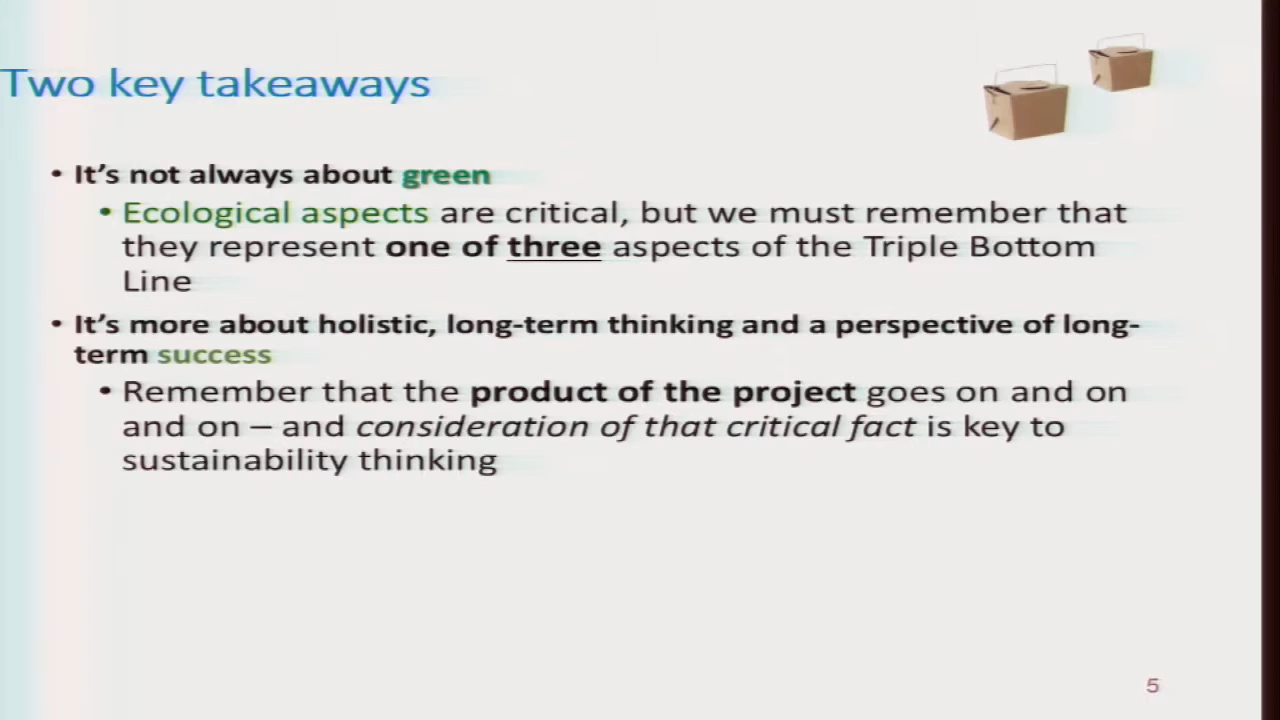 Two key takeaways
• It's not always about green
• Ecological aspects are critical, but we must remember that
they represent one of three aspects of the Triple Bottom
Line
• It's more about holistic, long-term thinking and a perspective of long-
term success
• Remember that the product of the project goes on and on
and on – and consideration of that critical fact is key to
sustainability thinking
5